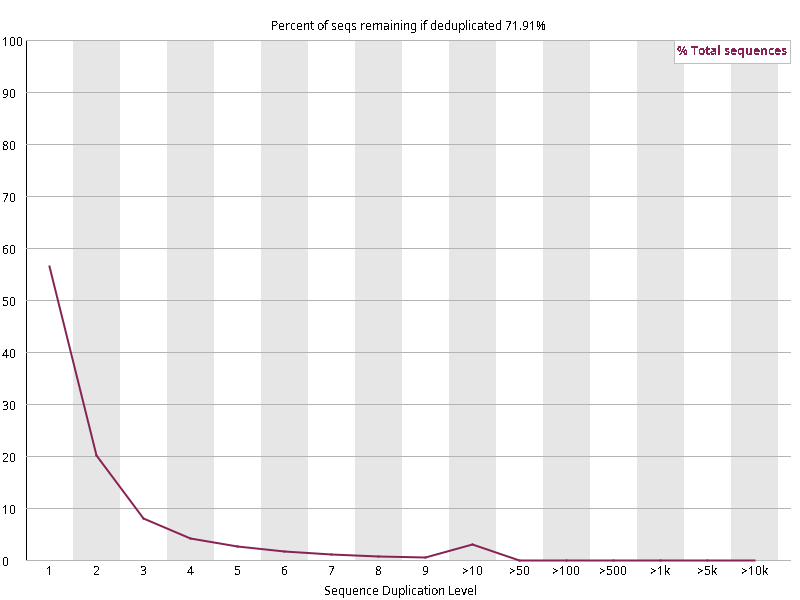 Percent of seqs remaining if deduplicated 71.91%
% Total sequences
100
90
80
70
60
50
40
30
20
10
0
1 2 3 4 5 6 7 8 9 >10 >50 >100 >500 >1k >5k >10k
Sequence Duplication Level